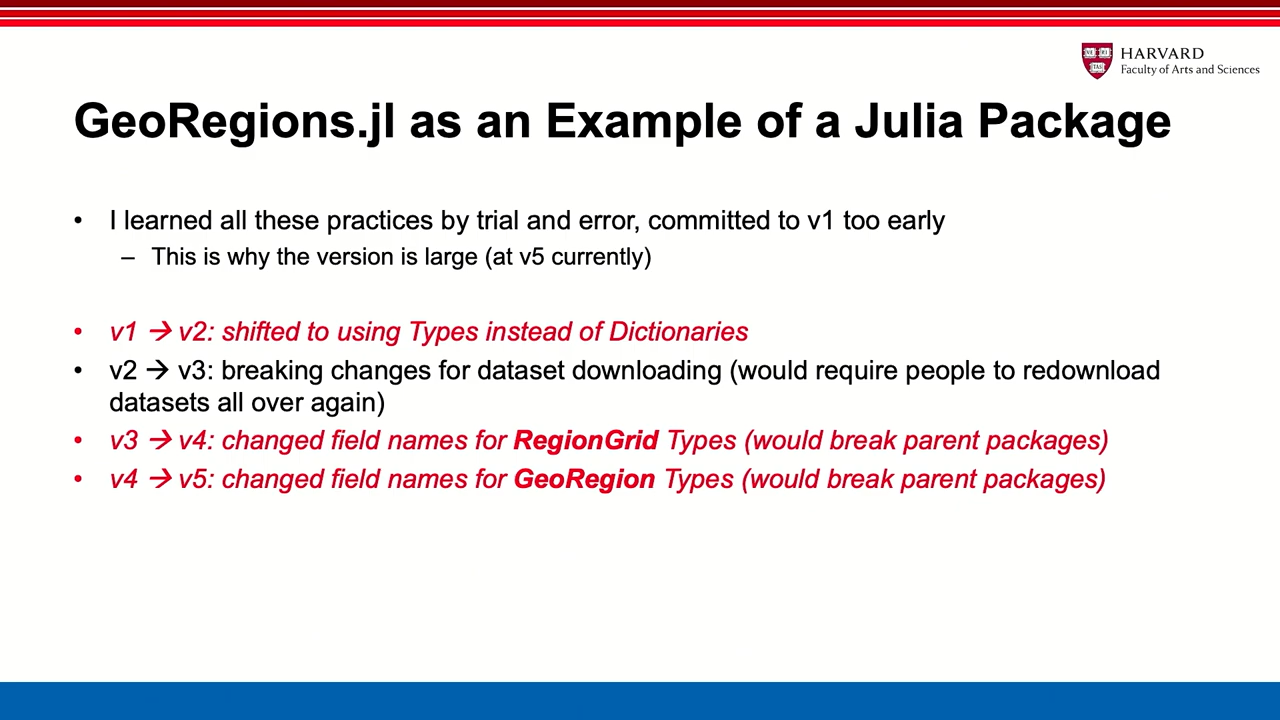 HARVARD
Faculty of Arts and Sciences
GeoRegions.jl as an Example of a Julia Package
• I learned all these practices by trial and error, committed to v1 too early
– This is why the version is large (at v5 currently)
• v1 → v2: shifted to using Types instead of Dictionaries
• v2 → v3: breaking changes for dataset downloading (would require people to redownload
datasets all over again)
• v3 → v4: changed field names for RegionGrid Types (would break parent packages)
• v4 → v5: changed field names for GeoRegion Types (would break parent packages)